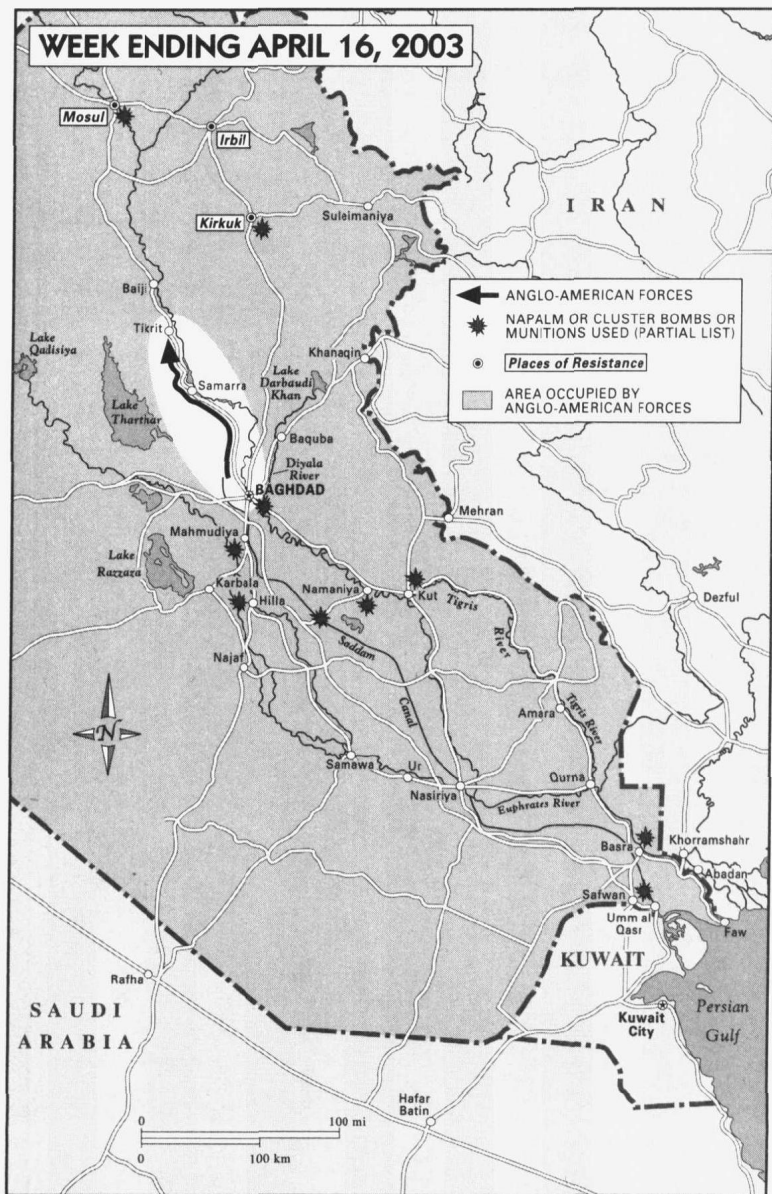 WEEK ENDING APRIL 16, 2003
Mosul
Irbil
Kirkuk
Suleimaniya
IRAN
Baiji
Tikrit
Lake
Qadisiya
Samarra
Lake
Tharthar
Khanaqin
Lake
Darbaudi
Khan
ANGLO-AMERICAN FORCES
NAPALM OR CLUSTER BOMBS OR
MUNITIONS USED (PARTIAL LIST)
Places of Resistance
AREA OCCUPIED BY
ANGLO-AMERICAN FORCES
Baquba
Diyala
River
BAGHDAD
Mehran
Mahmudiya
Lake
Razzaza
Karbala
Hilla
Namaniya
Kut
Tigris
River
Dezful
Saddam
Canal
Najaf
N
Amara
Tigris River
Samawa
Ur
Nasiriya
Qurna
Euphrates River
Basra
Khorramshahr
Abadan
Safwan
Umm al
Qasr
Faw
KUWAIT
Rafha
SAUDI
ARABIA
Kuwait
City
Persian
Gulf
Hafar
Batin
0 100 mi
0 100 km